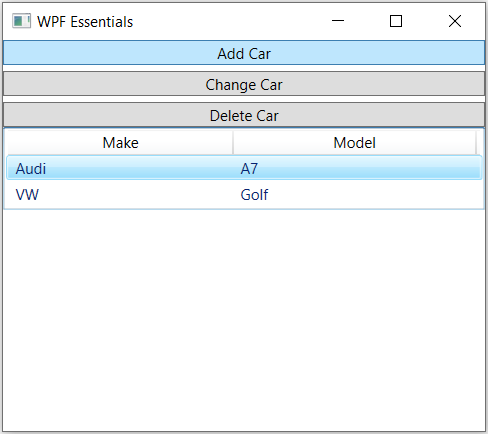 WPF Essentials
Add Car
Change Car
Delete Car
Make Model
Audi A7
VW Golf